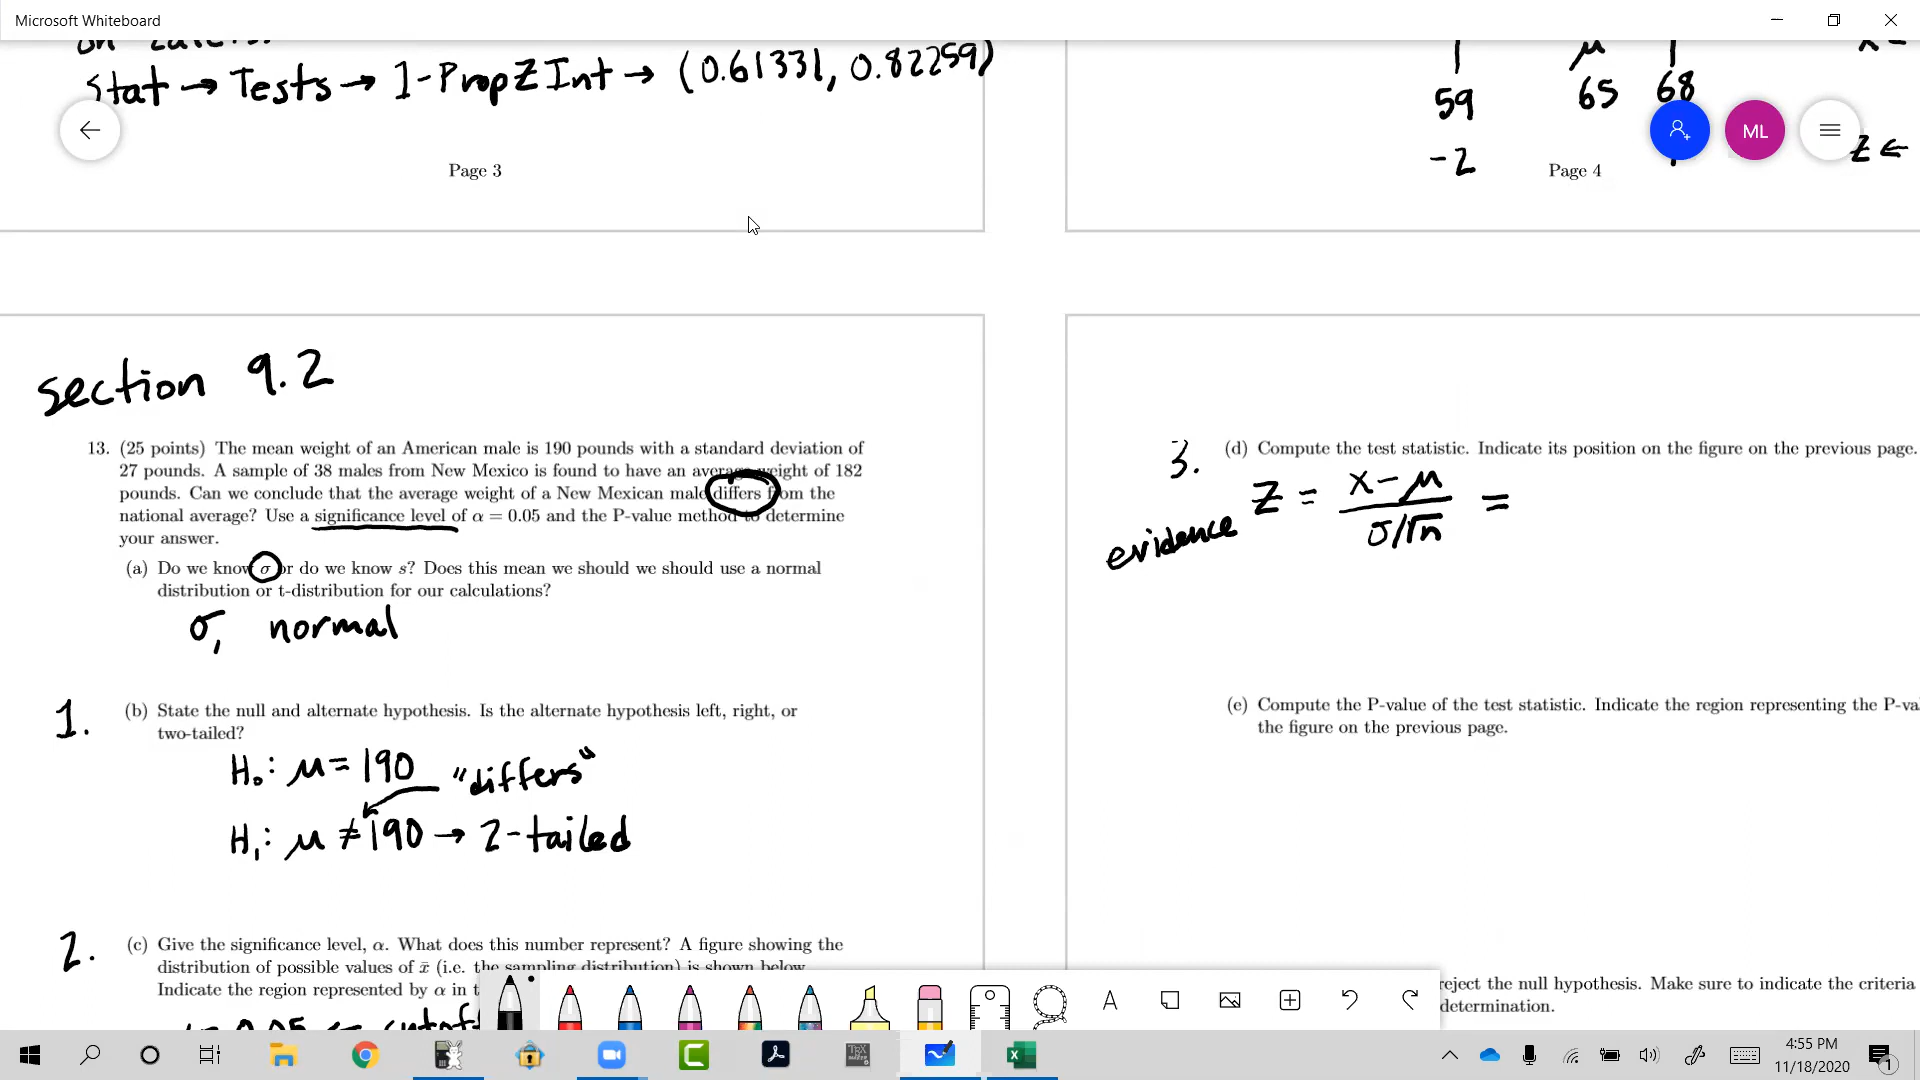 Microsoft Whiteboard
Stat → Tests → 1-PropZInt → (0.61331, 0.82259)
Page 3
μ
59 65 68
-2
ML
Z ←
Page 4
section 9.2
13. (25 points) The mean weight of an American male is 190 pounds with a standard deviation of
27 pounds. A sample of 38 males from New Mexico is found to have an average weight of 182
pounds. Can we conclude that the average weight of a New Mexican male differs from the
national average? Use a significance level of α = 0.05 and the P-value method to determine
your answer.
(a) Do we know σ or do we know s? Does this mean we should we should use a normal
distribution or t-distribution for our calculations?
σ, normal
1. (b) State the null and alternate hypothesis. Is the alternate hypothesis left, right, or
two-tailed?
H₀: μ = 190 "differs"
H₁: μ ≠ 190 → 2-tailed
2. (c) Give the significance level, α. What does this number represent? A figure showing the
distribution of possible values of x̄ (i.e. the sampling distribution) is shown below.
Indicate the region represented by α in
3. (d) Compute the test statistic. Indicate its position on the figure on the previous page.
evidence Z = x-μ / σ/√n =
(e) Compute the P-value of the test statistic. Indicate the region representing the P-va
the figure on the previous page.
eject the null hypothesis. Make sure to indicate the criteria
determination.
4:55 PM
11/18/2020
1